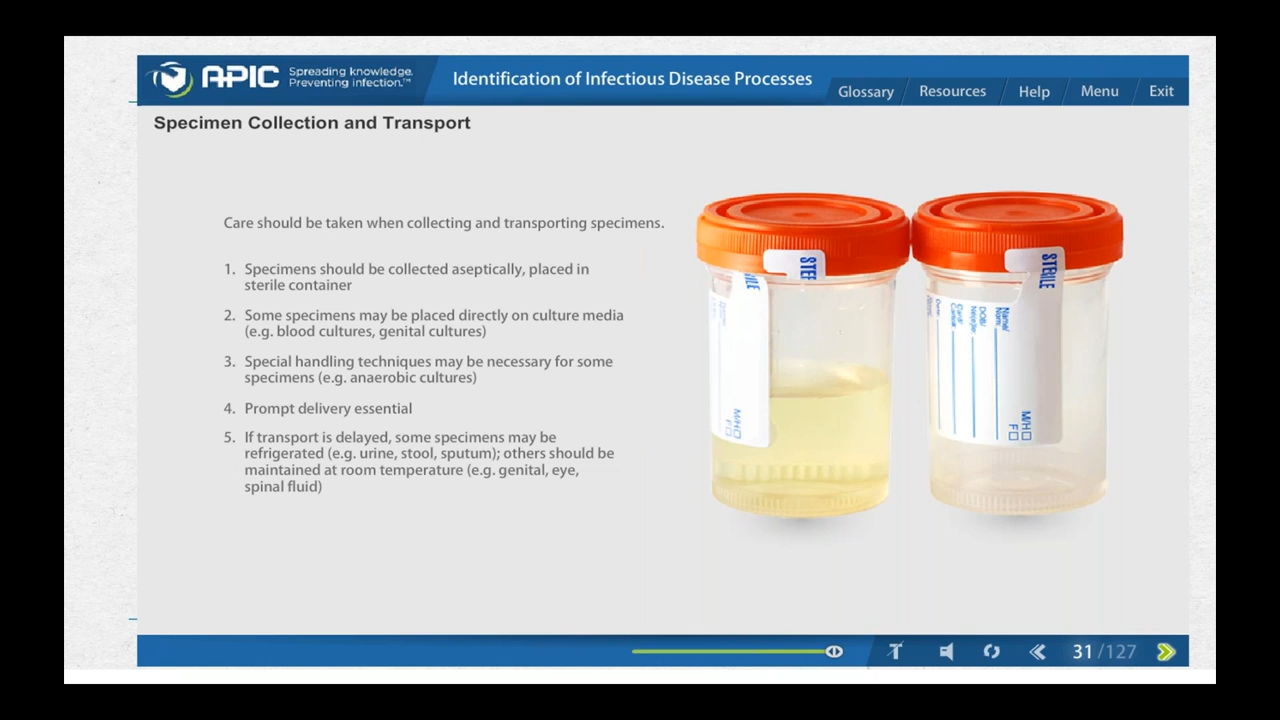 APIC
Spreading knowledge.
Preventing infection.™
Identification of Infectious Disease Processes
Glossary
Resources
Help
Menu
Exit
Specimen Collection and Transport
Care should be taken when collecting and transporting specimens.
1. Specimens should be collected aseptically, placed in
sterile container
2. Some specimens may be placed directly on culture media
(e.g. blood cultures, genital cultures)
3. Special handling techniques may be necessary for some
specimens (e.g. anaerobic cultures)
4. Prompt delivery essential
5. If transport is delayed, some specimens may be
refrigerated (e.g. urine, stool, sputum); others should be
maintained at room temperature (e.g. genital, eye,
spinal fluid)
STERILE
M/H
F
STERILE
Name/
Nom:
DOB/
M/H
F
31/127